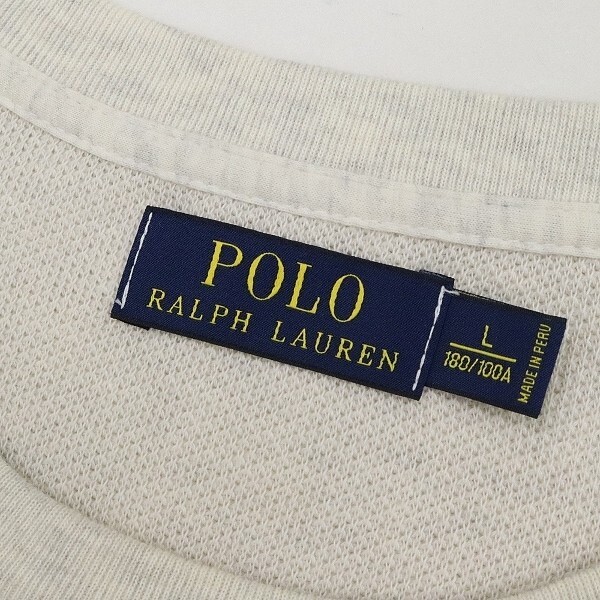 POLO
RALPH LAUREN
L
180/100A
MADE IN PERU